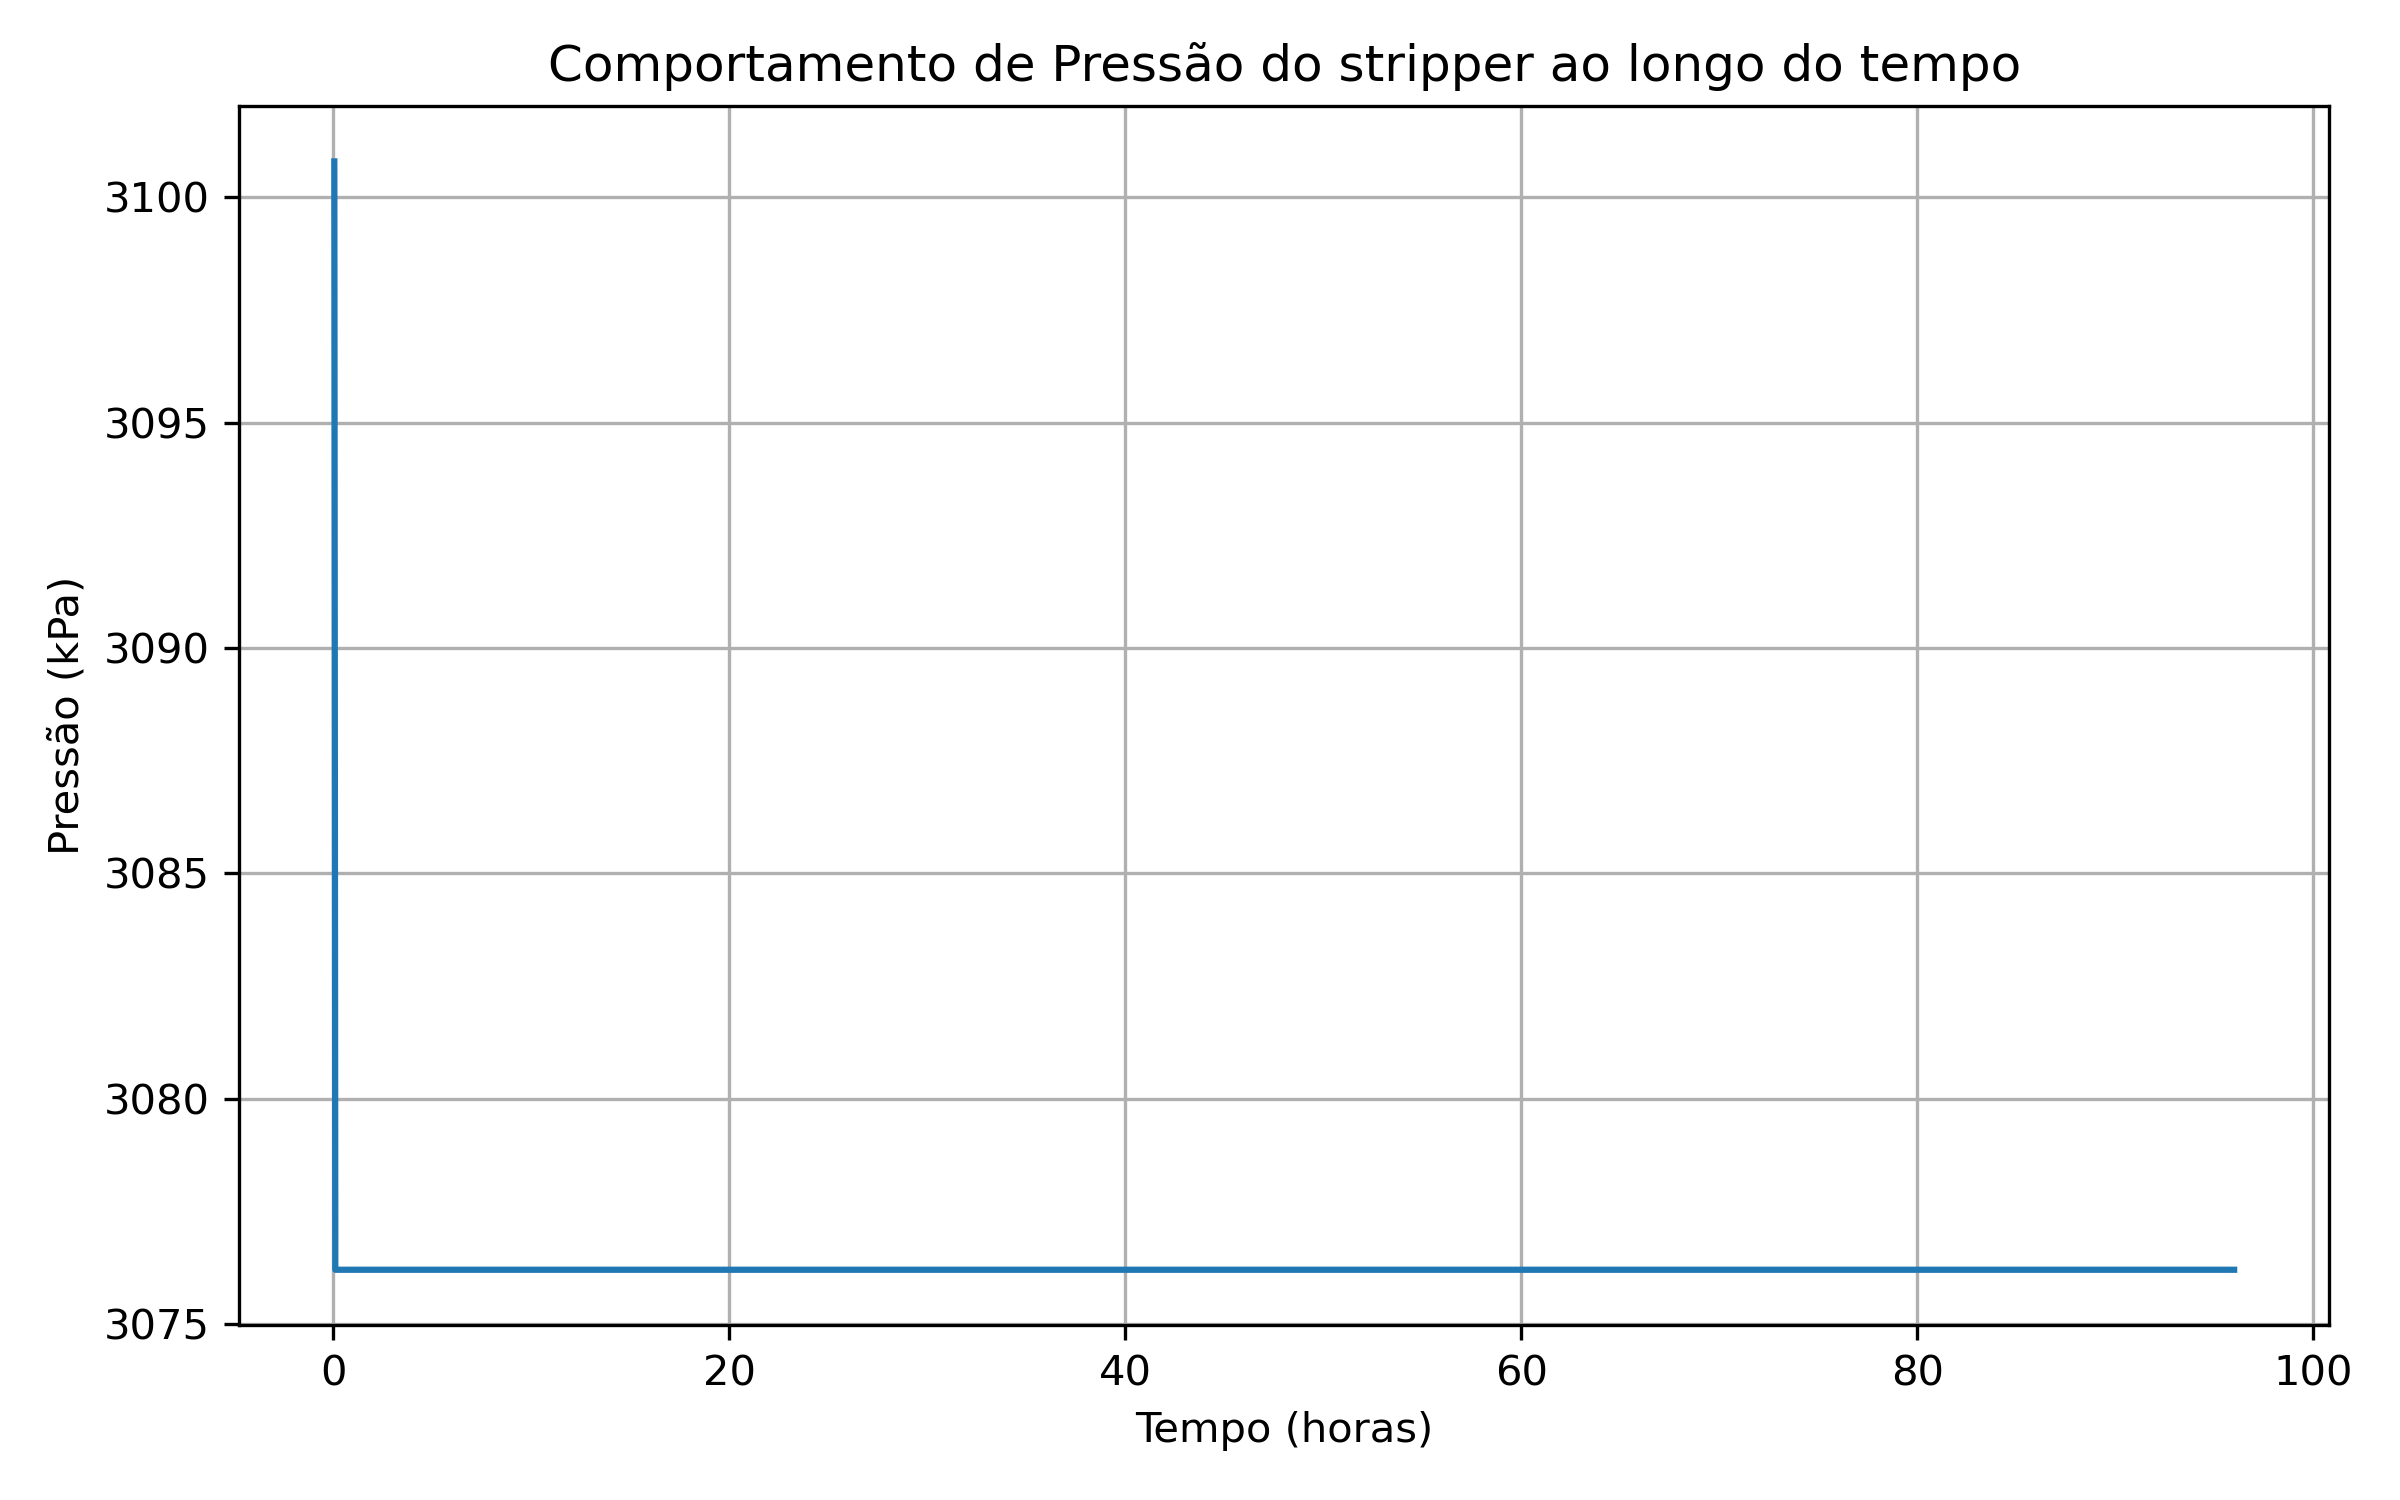 Comportamento de Pressão do stripper ao longo do tempo
Pressão (kPa)
3100
3095
3090
3085
3080
3075
0 20 40 60 80 100
Tempo (horas)